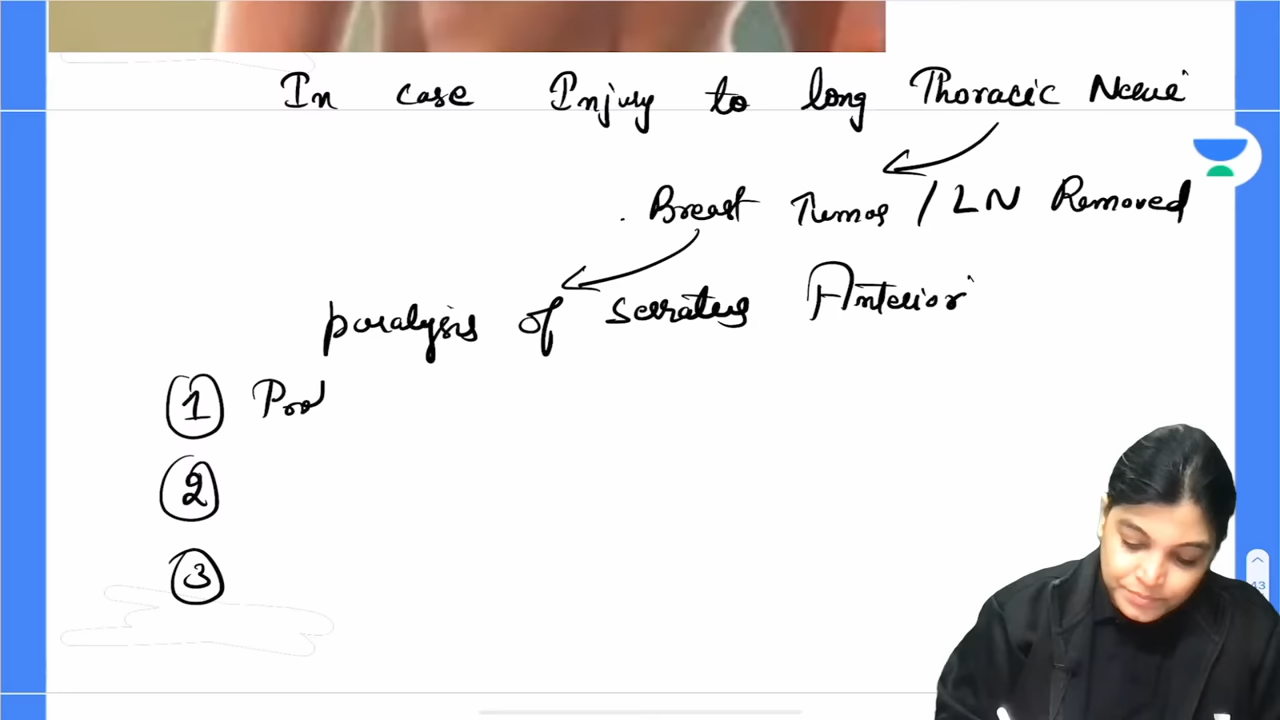 In case Injury to long Thoracic Nerve
Breast Tumor / LN Removed
paralysis of Serratus Anterior
1 Poo
2
3
13